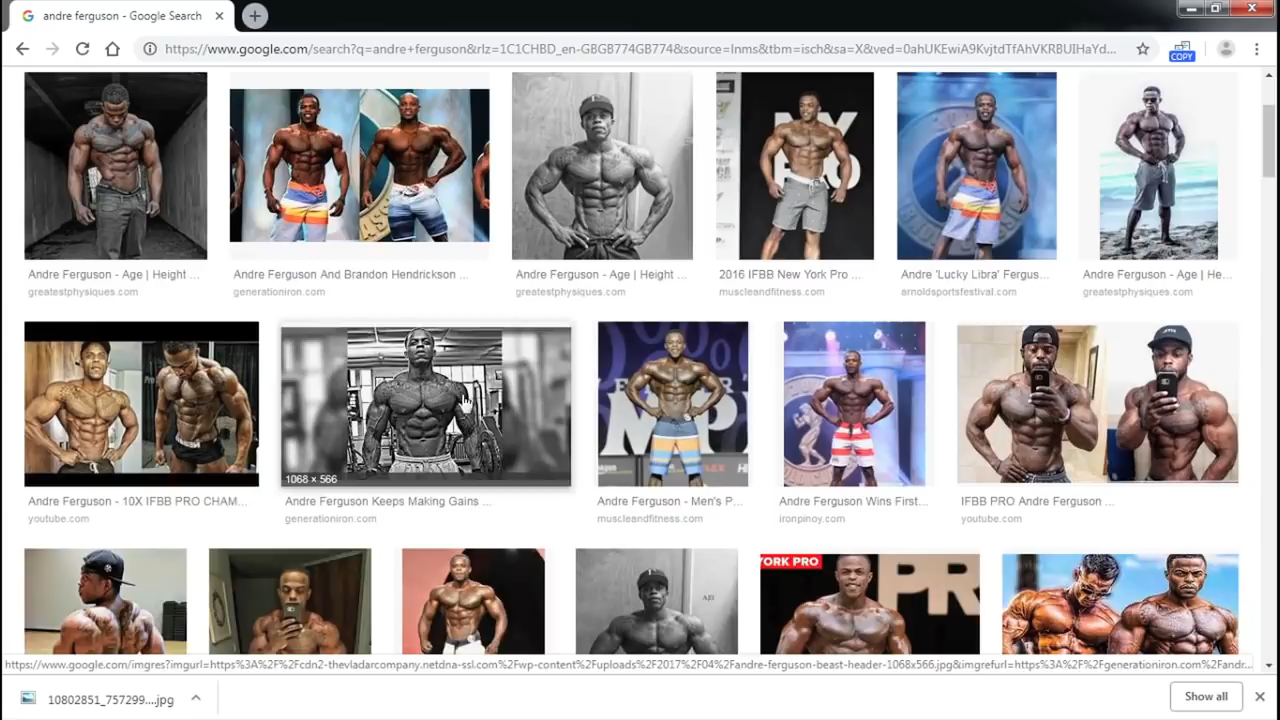 andre ferguson - Google Search
https://www.google.com/search?q=andre+ferguson&rlz=1C1CHBD_en-GBGB774GB774&source=lnms&tbm=isch&sa=X&ved=0ahUKEwiA9KvjtdTfAhVKRBUIHaYd...
COPY
NY
PRO
Andre Ferguson - Age | Height ...
greatestphysiques.com
Andre Ferguson And Brandon Hendrickson ...
generationiron.com
Andre Ferguson - Age | Height ...
greatestphysiques.com
2016 IFBB New York Pro ...
muscleandfitness.com
Andre 'Lucky Libra' Fergus...
arnoldsportsfestival.com
Andre Ferguson - Age | He...
greatestphysiques.com
1068 × 566
Andre Ferguson - 10X IFBB PRO CHAM...
youtube.com
Andre Ferguson Keeps Making Gains ...
generationiron.com
Andre Ferguson - Men's P...
muscleandfitness.com
Andre Ferguson Wins First...
ironpinoy.com
IFBB PRO Andre Ferguson ...
youtube.com
YORK PRO
PR
https://www.google.com/imgres?imgurl=https%3A%2F%2Fcdn2-thevladarcompany.netdna-ssl.com%2Fwp-content%2Fuploads%2F2017%2F04%2Fandre-ferguson-beast-header-1068x566.jpg&imgrefurl=https%3A%2F%2Fgenerationiron.com%2Fandr...
10802851_757299....jpg
Show all